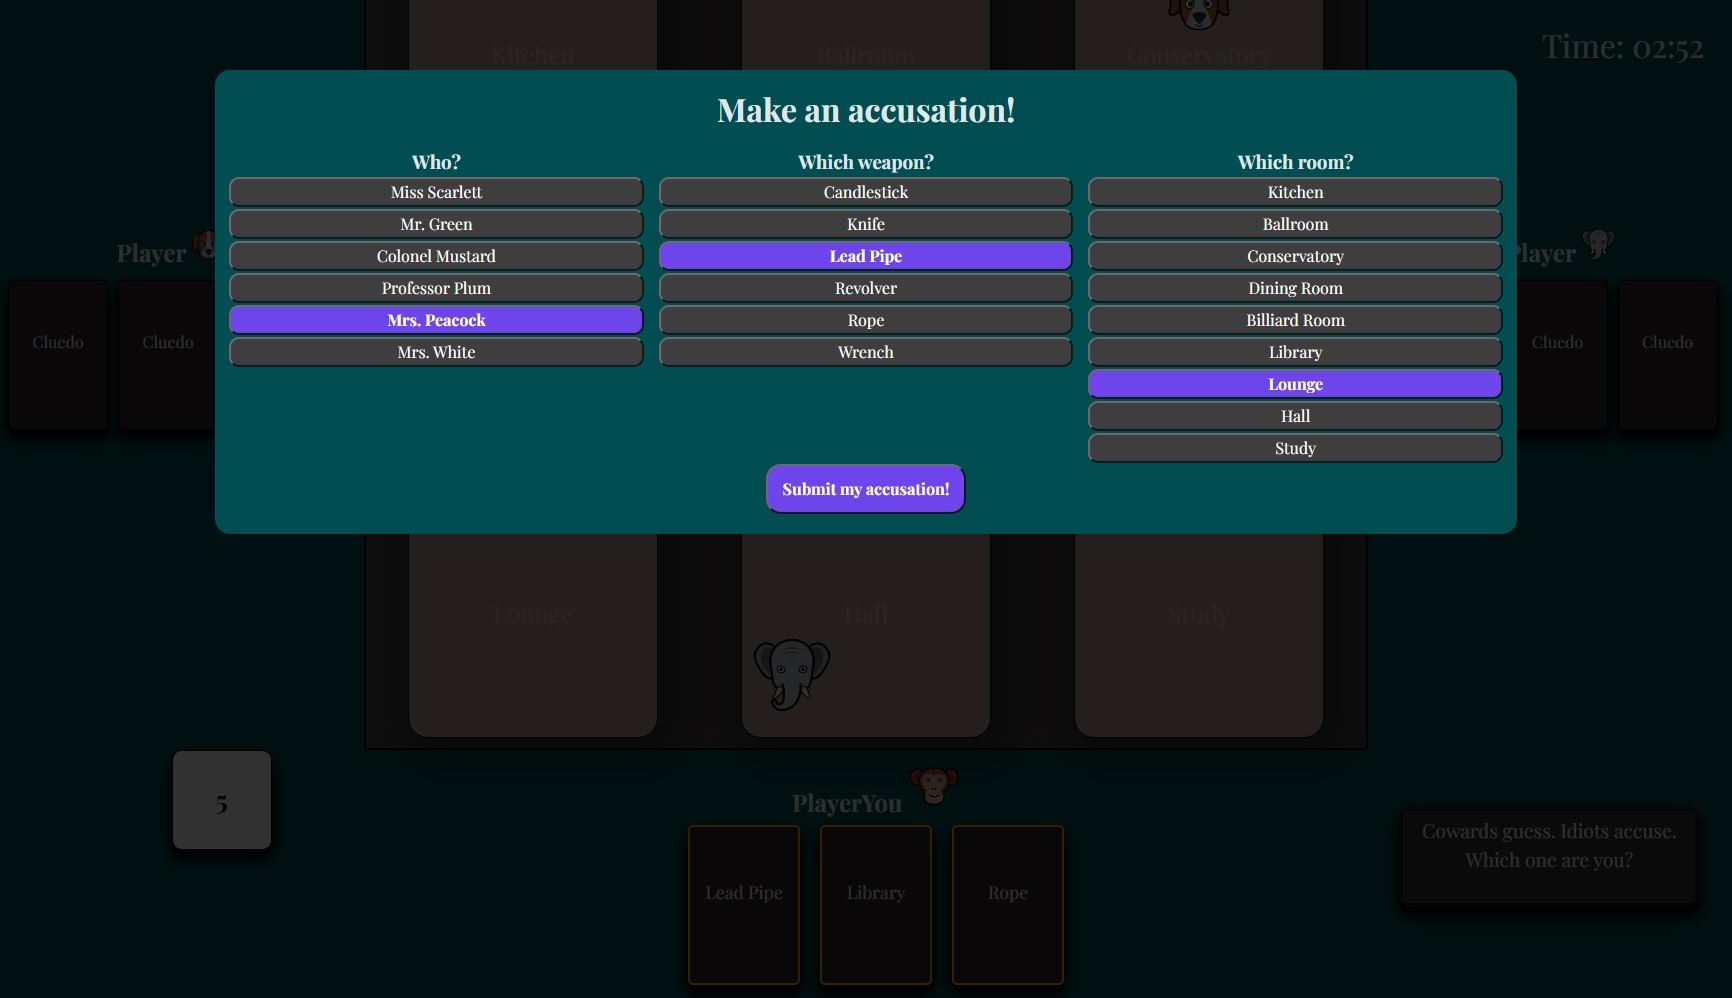 Kitchen
Ballroom
Conservatory
Time: 02:52
Make an accusation!
Who?
Miss Scarlett
Mr. Green
Colonel Mustard
Professor Plum
Mrs. Peacock
Mrs. White
Which weapon?
Candlestick
Knife
Lead Pipe
Revolver
Rope
Wrench
Which room?
Kitchen
Ballroom
Conservatory
Dining Room
Billiard Room
Library
Lounge
Hall
Study
Submit my accusation!
Player
Cluedo
Cluedo
Player
Cluedo
Cluedo
Lounge
Hall
Study
5
PlayerYou
Lead Pipe
Library
Rope
Cowards guess. Idiots accuse.
Which one are you?